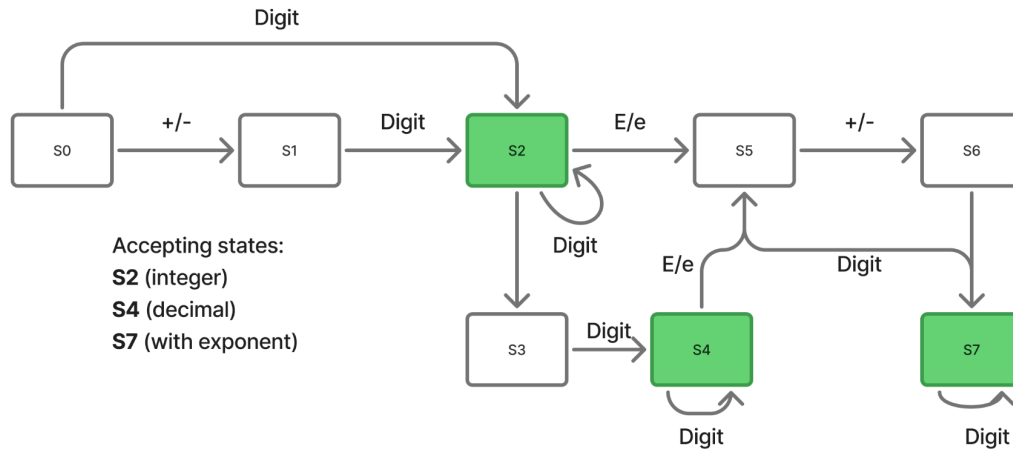 Digit
+/-
Digit
E/e
+/-
S0
S1
S2
S5
S6
Digit
Accepting states:
S2 (integer)
S4 (decimal)
S7 (with exponent)
E/e
Digit
Digit
S3
S4
S7
Digit
Digit